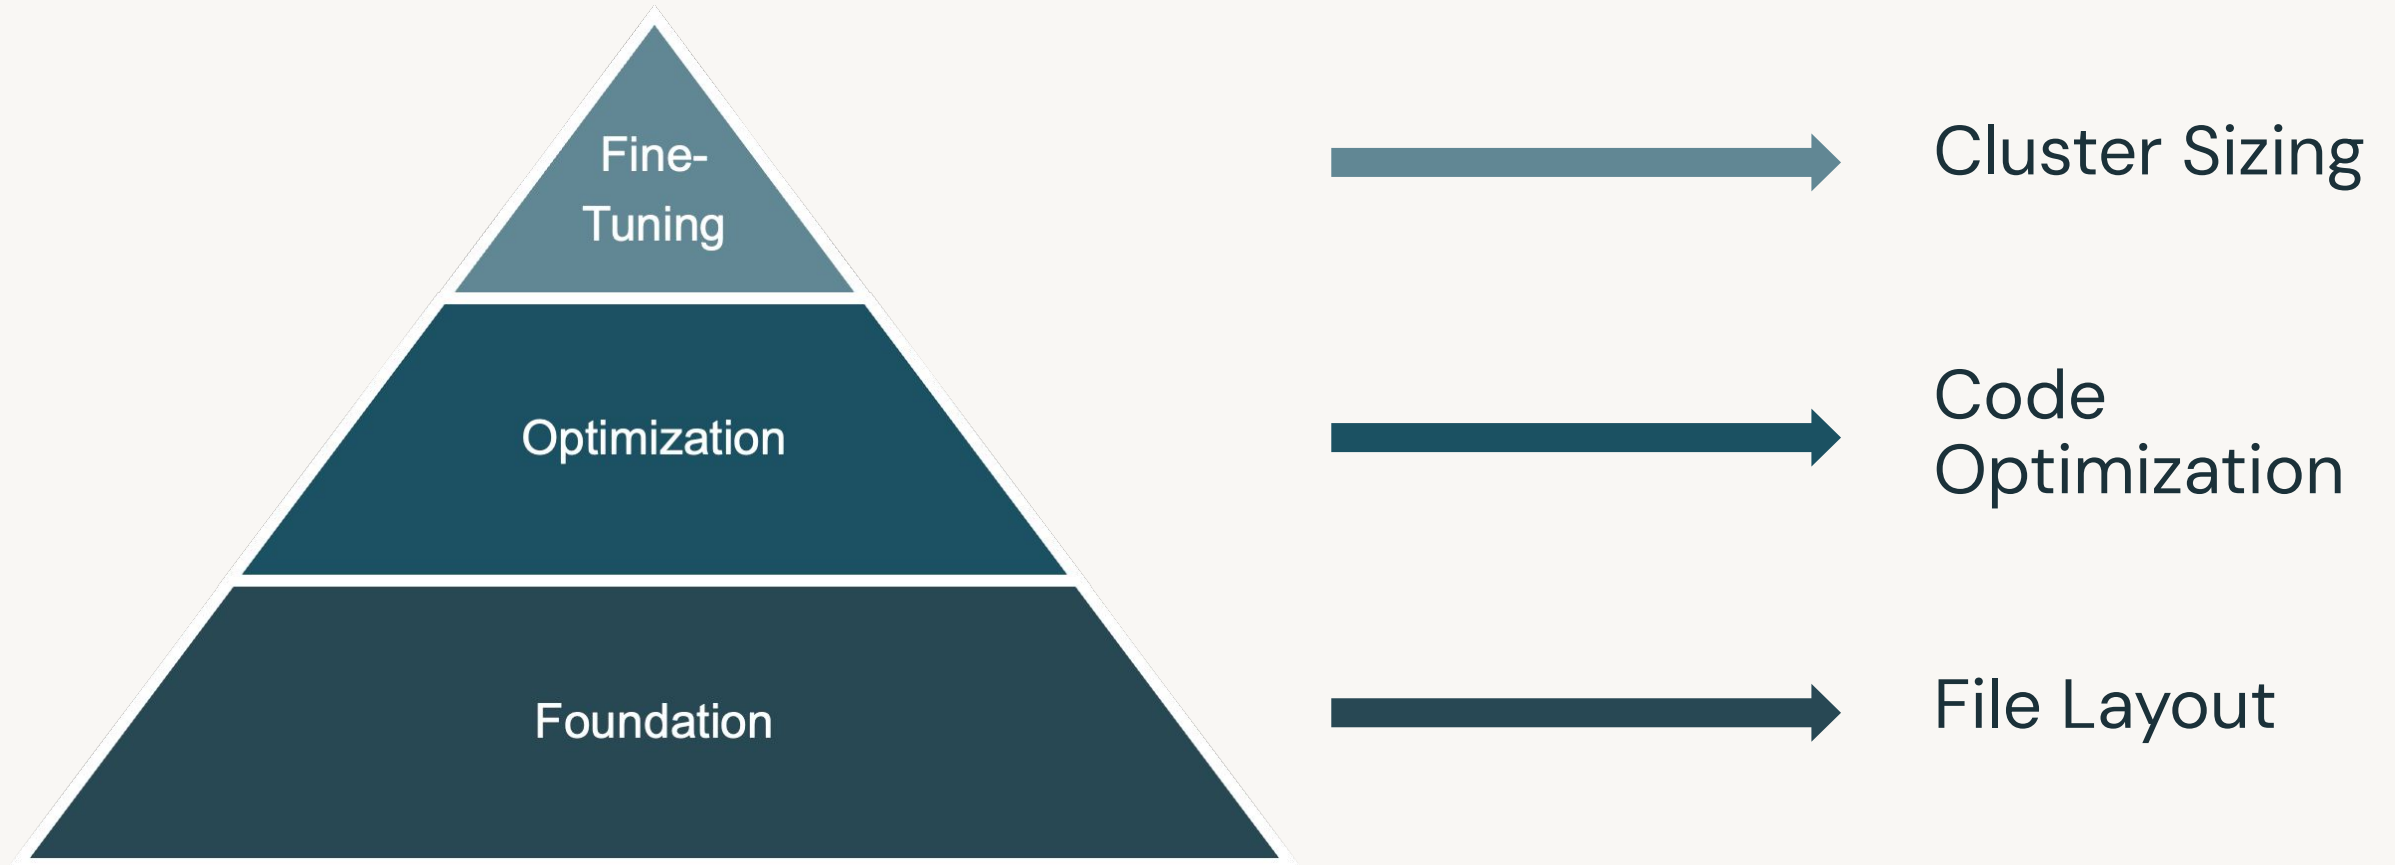 Fine-
Tuning
Cluster Sizing
Optimization
Code
Optimization
Foundation
File Layout